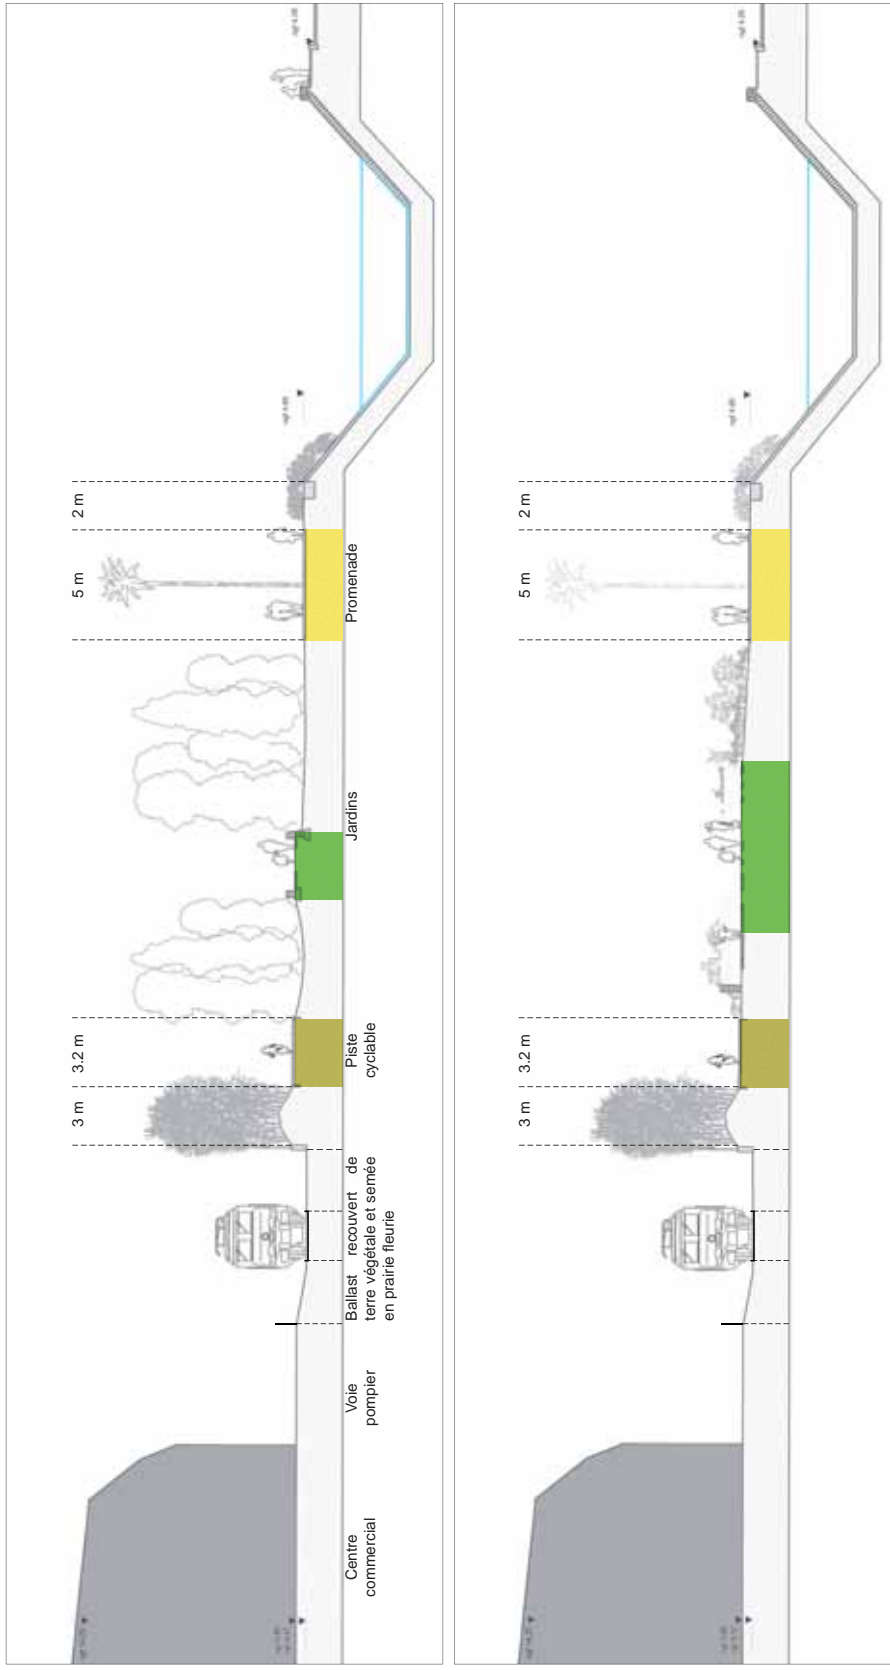 3 m
3.2 m
5 m
2 m
Centre
commercial
Voie
pompier
Ballast recouvert de
terre végétale et semée
en prairie fleurie
Piste
cyclable
Jardins
Promenade
3 m
3.2 m
5 m
2 m